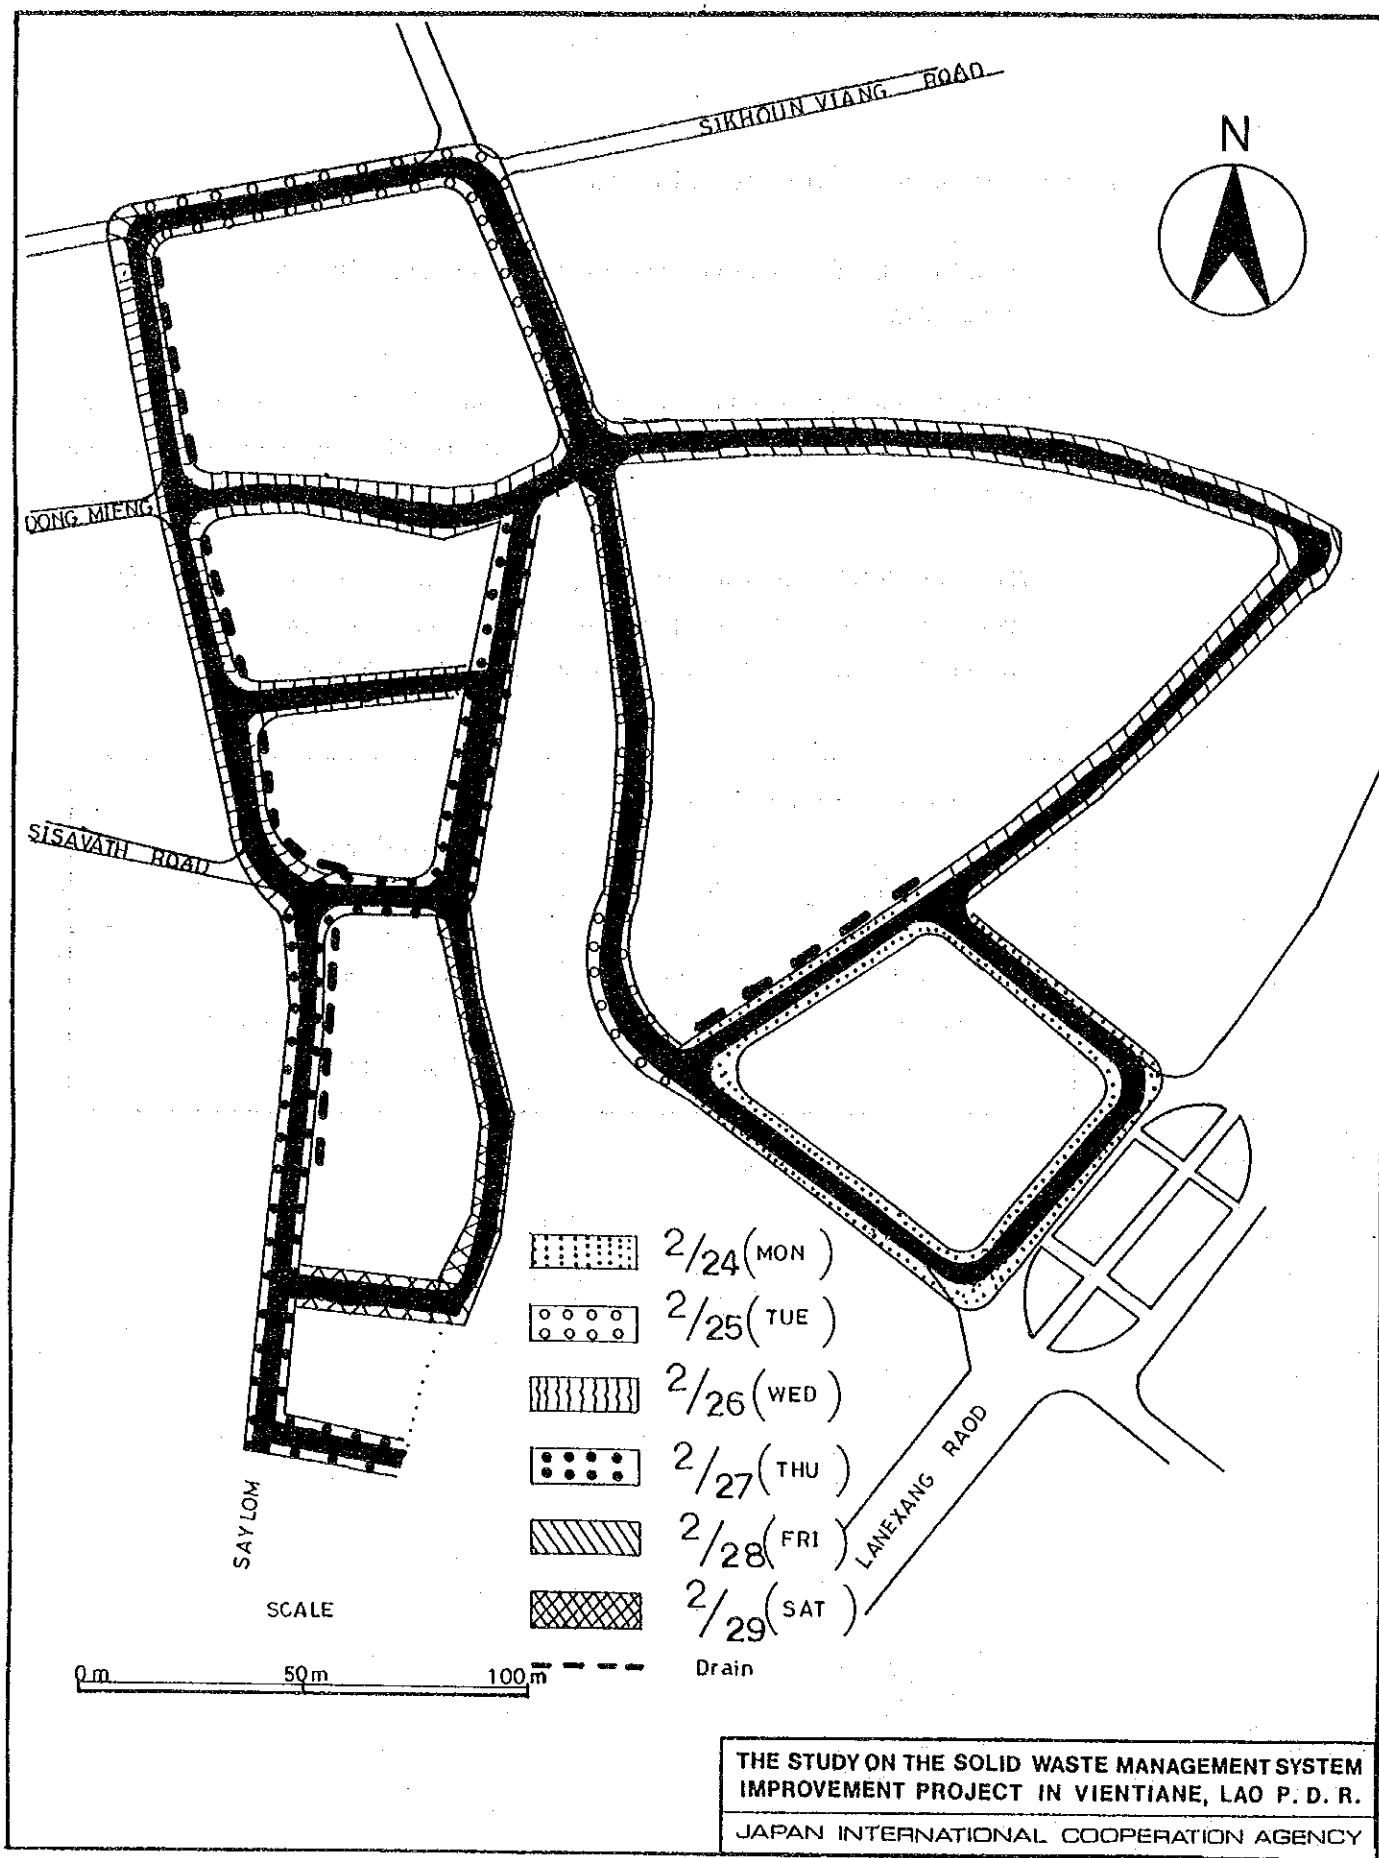 SIKHOUN VIANG ROAD
N
DONG MIENG
SISAVATH ROAD
2/24 (MON)
2/25 (TUE)
2/26 (WED)
2/27 (THU)
2/28 (FRI)
2/29 (SAT)
Drain
LANEXANG RAOD
SAYLOM
SCALE
0m 50m 100m
THE STUDY ON THE SOLID WASTE MANAGEMENT SYSTEM
IMPROVEMENT PROJECT IN VIENTIANE, LAO P. D. R.
JAPAN INTERNATIONAL COOPERATION AGENCY